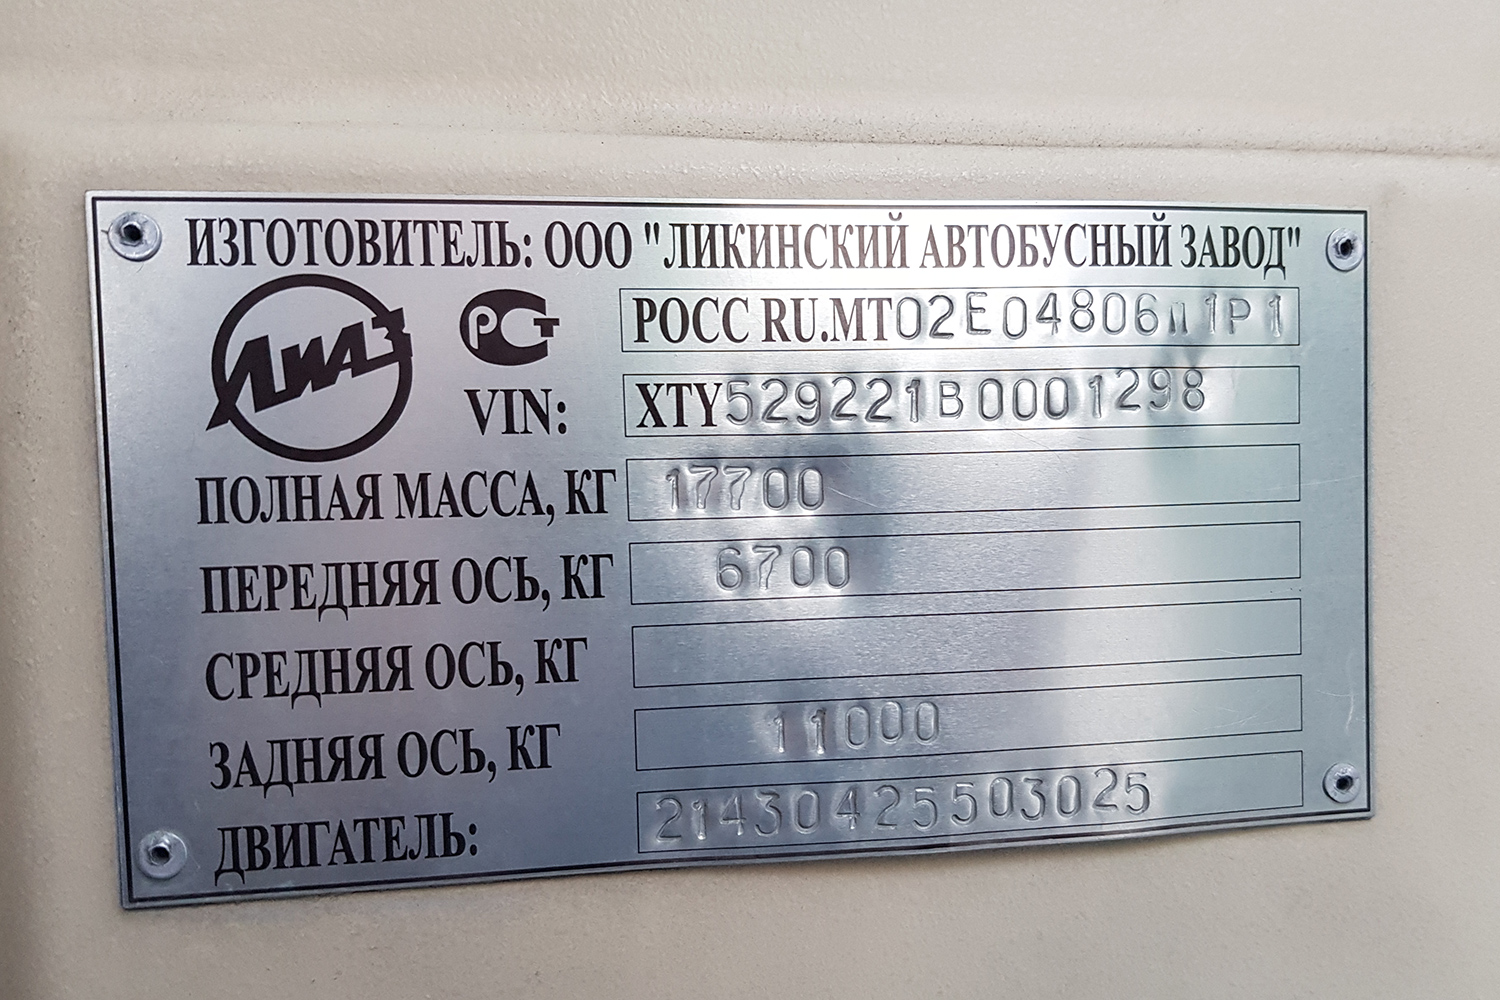 ИЗГОТОВИТЕЛЬ: ООО "ЛИКИНСКИЙ АВТОБУСНЫЙ ЗАВОД"
ЛиАЗ РСТ РОСС RU.МТ02Е04806п1Р1
VIN: XTY529221B0001298
ПОЛНАЯ МАССА, КГ 17700
ПЕРЕДНЯЯ ОСЬ, КГ 6700
СРЕДНЯЯ ОСЬ, КГ
ЗАДНЯЯ ОСЬ, КГ 11000
ДВИГАТЕЛЬ: 21430425503025